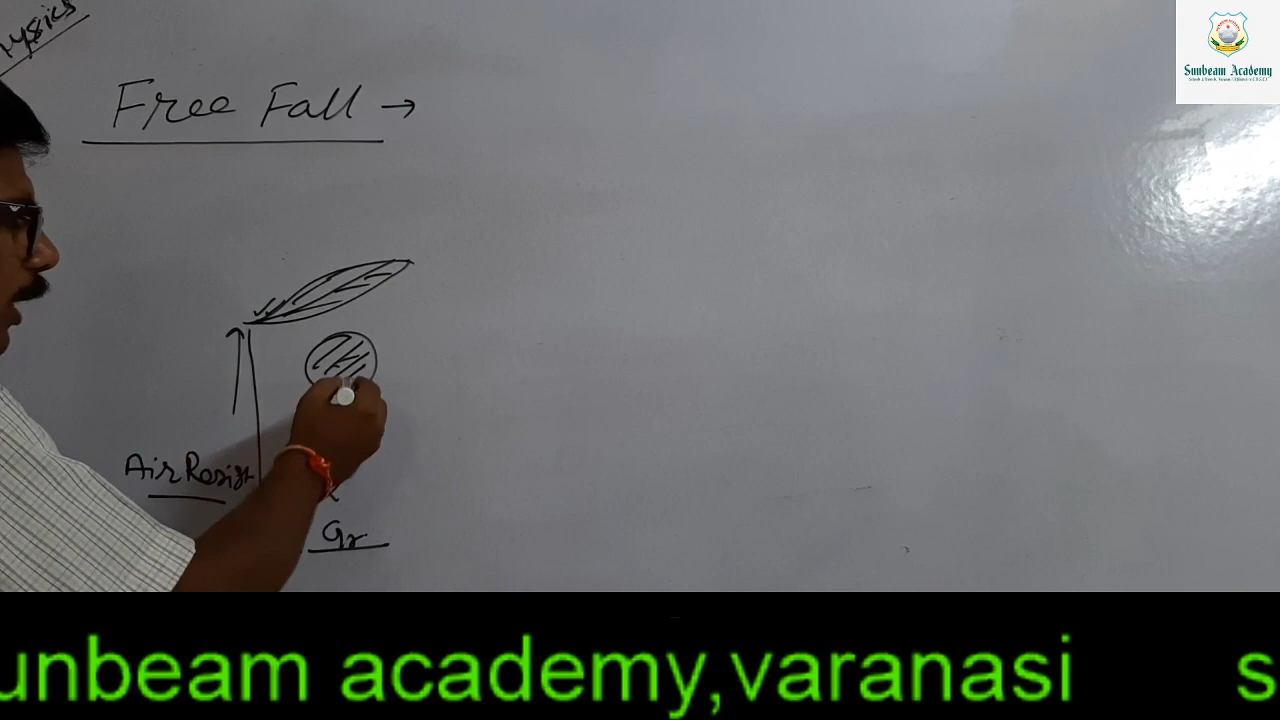 Free Fall →
Air Resist
Gr
Sunbeam Academy
unbeam academy,varanasi s